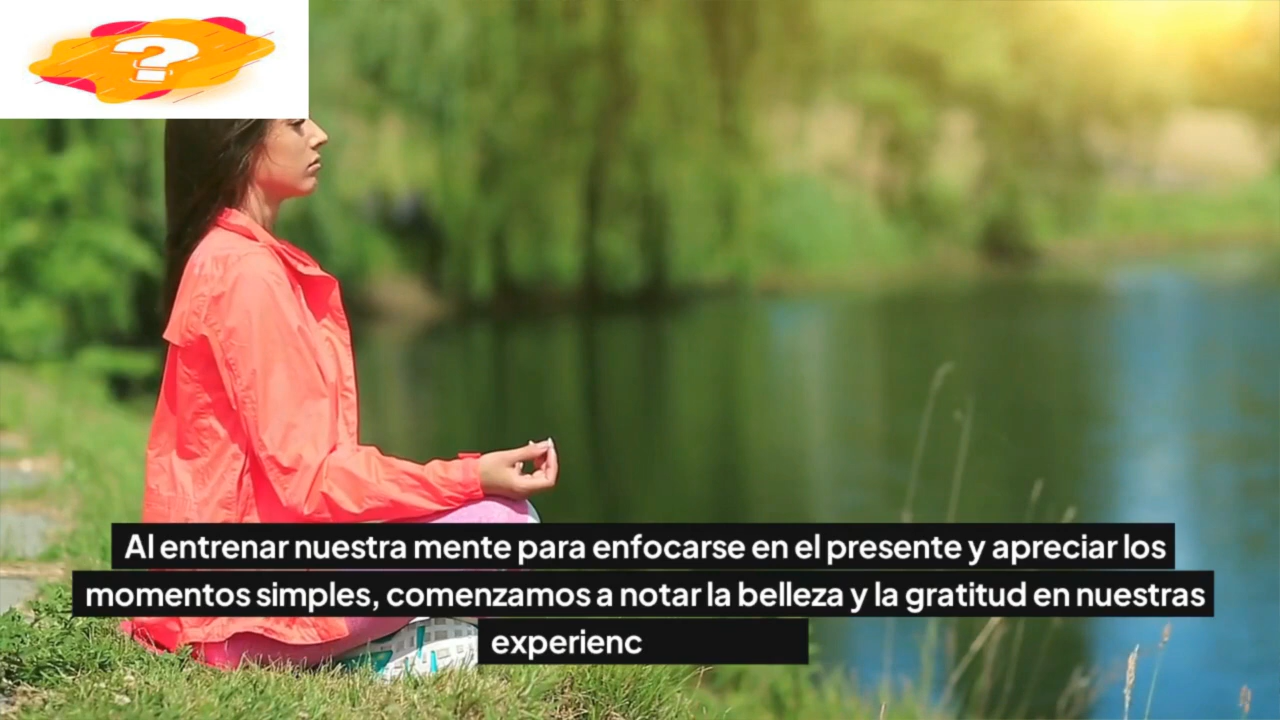 ?
Al entrenar nuestra mente para enfocarse en el presente y apreciar los
momentos simples, comenzamos a notar la belleza y la gratitud en nuestras
experienc